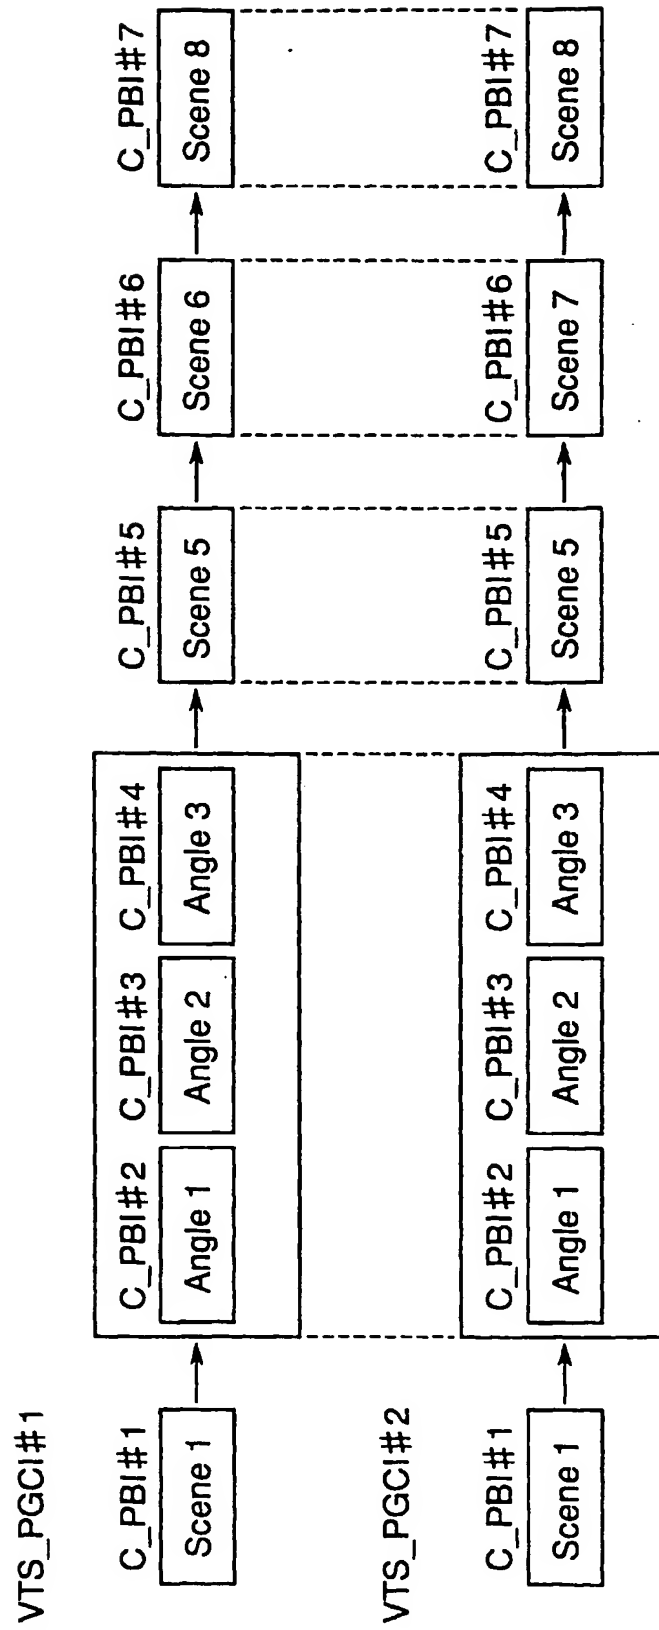 VTS_PGCI#1
C_PBI#1
Scene 1
C_PBI#2
Angle 1
C_PBI#3
Angle 2
C_PBI#4
Angle 3
C_PBI#5
Scene 5
C_PBI#6
Scene 6
C_PBI#7
Scene 8
VTS_PGCI#2
C_PBI#1
Scene 1
C_PBI#2
Angle 1
C_PBI#3
Angle 2
C_PBI#4
Angle 3
C_PBI#5
Scene 5
C_PBI#6
Scene 7
C_PBI#7
Scene 8